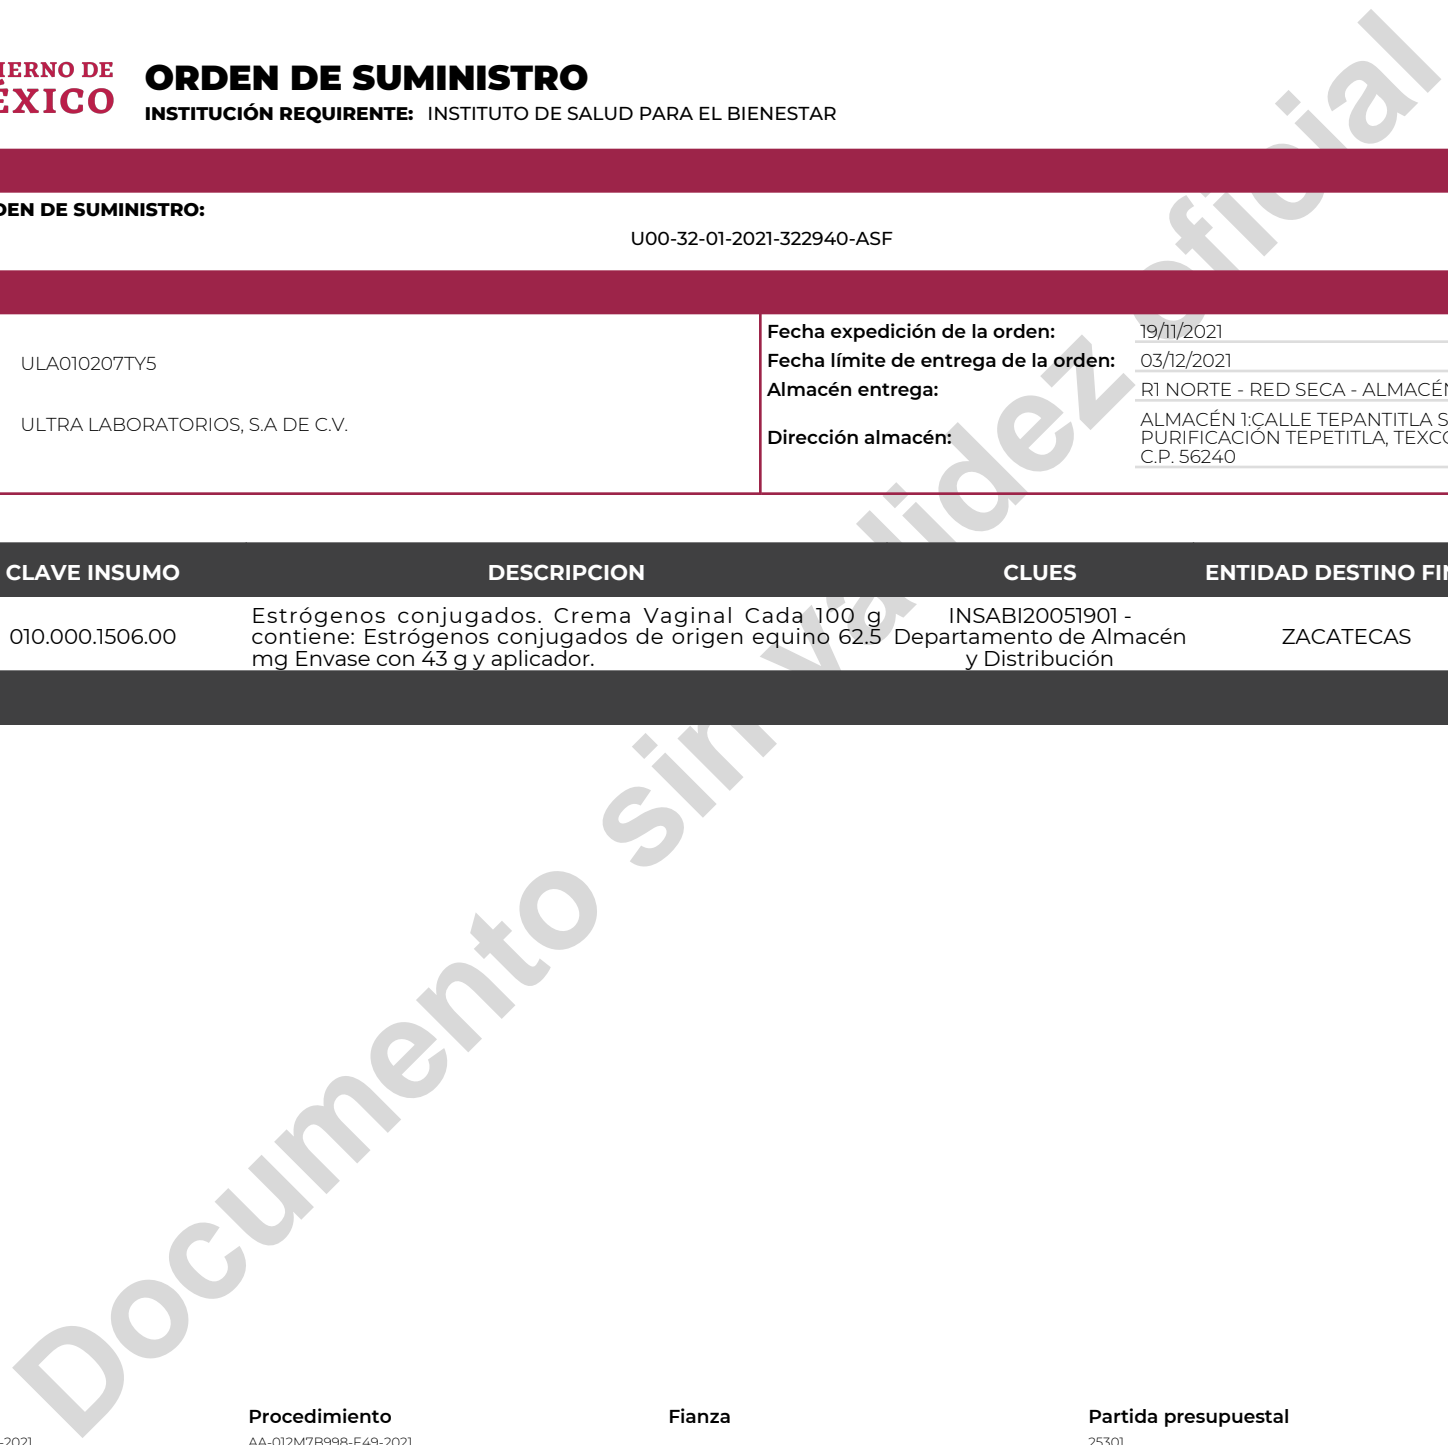 IERNO DE
ÉXICO
ORDEN DE SUMINISTRO
INSTITUCIÓN REQUIRENTE: INSTITUTO DE SALUD PARA EL BIENESTAR
DEN DE SUMINISTRO:
U00-32-01-2021-322940-ASF
ULA010207TY5
ULTRA LABORATORIOS, S.A DE C.V.
Fecha expedición de la orden: 19/11/2021
Fecha límite de entrega de la orden: 03/12/2021
Almacén entrega: R1 NORTE - RED SECA - ALMACÉN
Dirección almacén:
ALMACÉN 1:CALLE TEPANTITLA S
PURIFICACIÓN TEPETITLA, TEXCO
C.P. 56240
CLAVE INSUMO DESCRIPCION CLUES ENTIDAD DESTINO FIN
010.000.1506.00
Estrógenos conjugados. Crema Vaginal Cada 100 g
contiene: Estrógenos conjugados de origen equino 62.5
mg Envase con 43 g y aplicador.
INSABI20051901 -
Departamento de Almacén
y Distribución
ZACATECAS
Documento sin validez oficial
Procedimiento Fianza Partida presupuestal
-2021 AA-012M7B998-E49-2021 25301